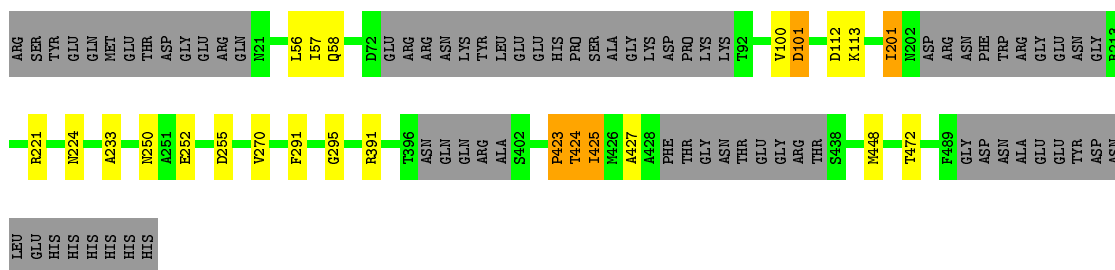 ARG SER TYR GLU GLN MET GLU THR ASP GLY GLU ARG GLN N21 L56 I57 Q58 D72 GLU ARG ARG ASN LYS TYR LEU GLU GLU HIS PRO SER ALA GLY LYS ASP PRO LYS LYS T92 V100 D101 D112 K113 I201 N202 ASP ARG ASN PHE TRP ARG GLY GLU ASN GLY
R221 N224 A233 N250 A251 E252 D255 V270 F291 G295 R391 T396 ASN GLN GLN ARG ALA S402 P423 T424 I425 M426 A427 A428 PHE THR GLY ASN THR GLU GLY ARG THR S438 M448 T472 F489 GLY ASP ASN ALA GLU GLU TYR ASP ASN
LEU GLU HIS HIS HIS HIS HIS HIS